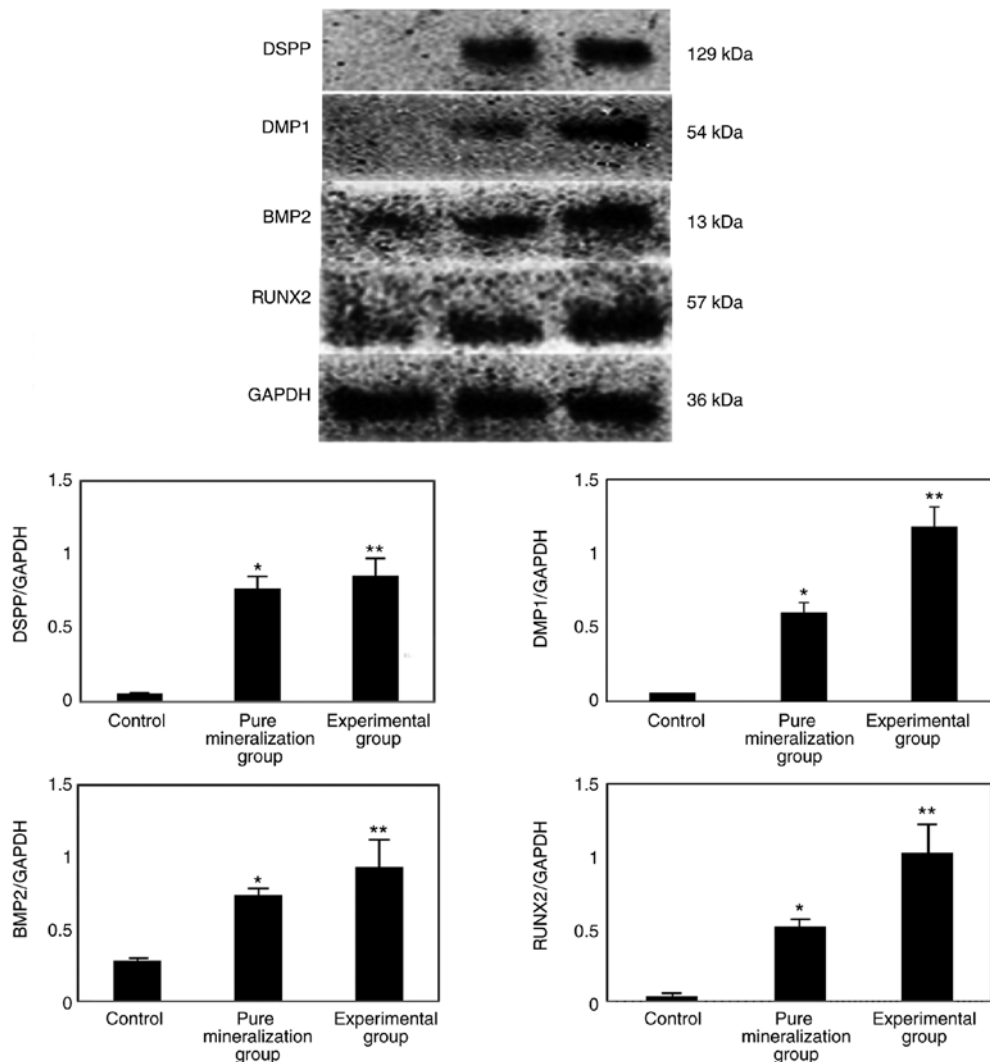 DSPP 129 kDa
DMP1 54 kDa
BMP2 13 kDa
RUNX2 57 kDa
GAPDH 36 kDa
DSPP/GAPDH
1.5
1
0.5
0
*
**
Control
Pure
mineralization
group
Experimental
group
DMP1/GAPDH
1.5
1
0.5
0
*
**
Control
Pure
mineralization
group
Experimental
group
BMP2/GAPDH
1.5
1
0.5
0
*
**
Control
Pure
mineralization
group
Experimental
group
RUNX2/GAPDH
1.5
1
0.5
0
*
**
Control
Pure
mineralization
group
Experimental
group